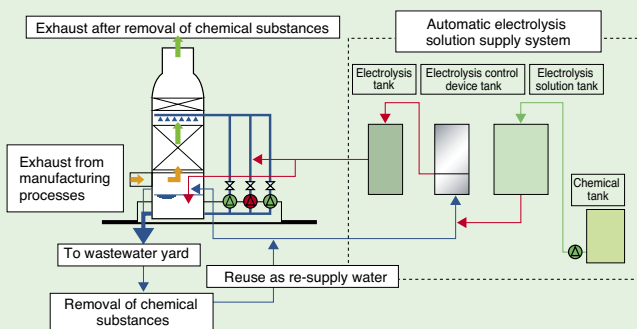 Exhaust after removal of chemical substances
Automatic electrolysis
solution supply system
Electrolysis
tank
Electrolysis control
device tank
Electrolysis
solution tank
Exhaust from
manufacturing
processes
Chemical
tank
To wastewater yard
Reuse as re-supply water
Removal of chemical
substances